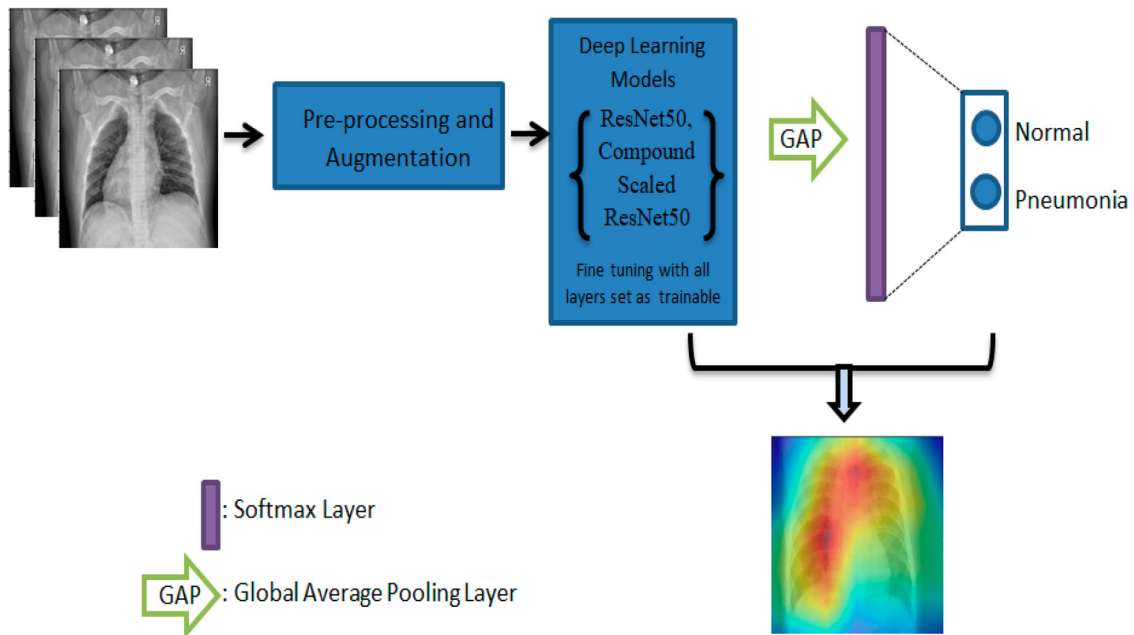 Pre-processing and
Augmentation
Deep Learning
Models
ResNet50,
Compound
Scaled
ResNet50
Fine tuning with all
layers set as trainable
GAP
Normal
Pneumonia
: Softmax Layer
GAP
: Global Average Pooling Layer